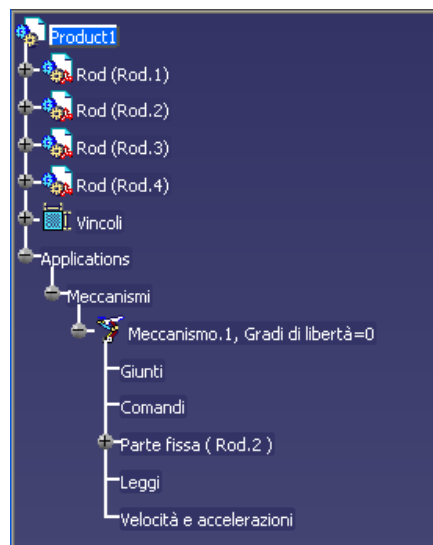 Product1
Rod (Rod.1)
Rod (Rod.2)
Rod (Rod.3)
Rod (Rod.4)
Vincoli
Applications
Meccanismi
Meccanismo.1, Gradi di libertà=0
Giunti
Comandi
Parte fissa ( Rod.2 )
Leggi
Velocità e accelerazioni